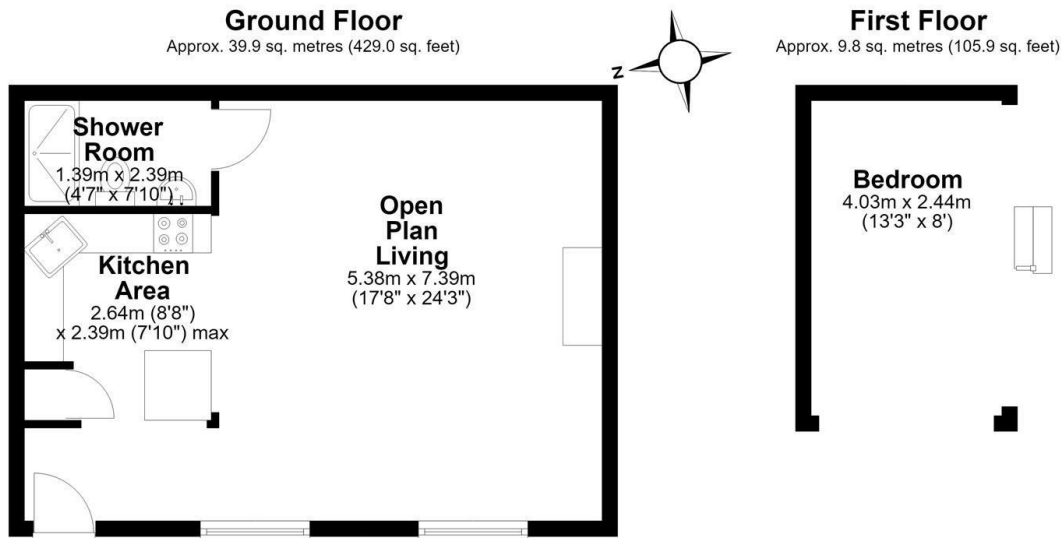 Ground Floor
Approx. 39.9 sq. metres (429.0 sq. feet)
Z
First Floor
Approx. 9.8 sq. metres (105.9 sq. feet)
Shower
Room
1.39m x 2.39m
(4'7" x 7'10")
Open
Plan
Living
5.38m x 7.39m
(17'8" x 24'3")
Kitchen
Area
2.64m (8'8")
x 2.39m (7'10") max
Bedroom
4.03m x 2.44m
(13'3" x 8')